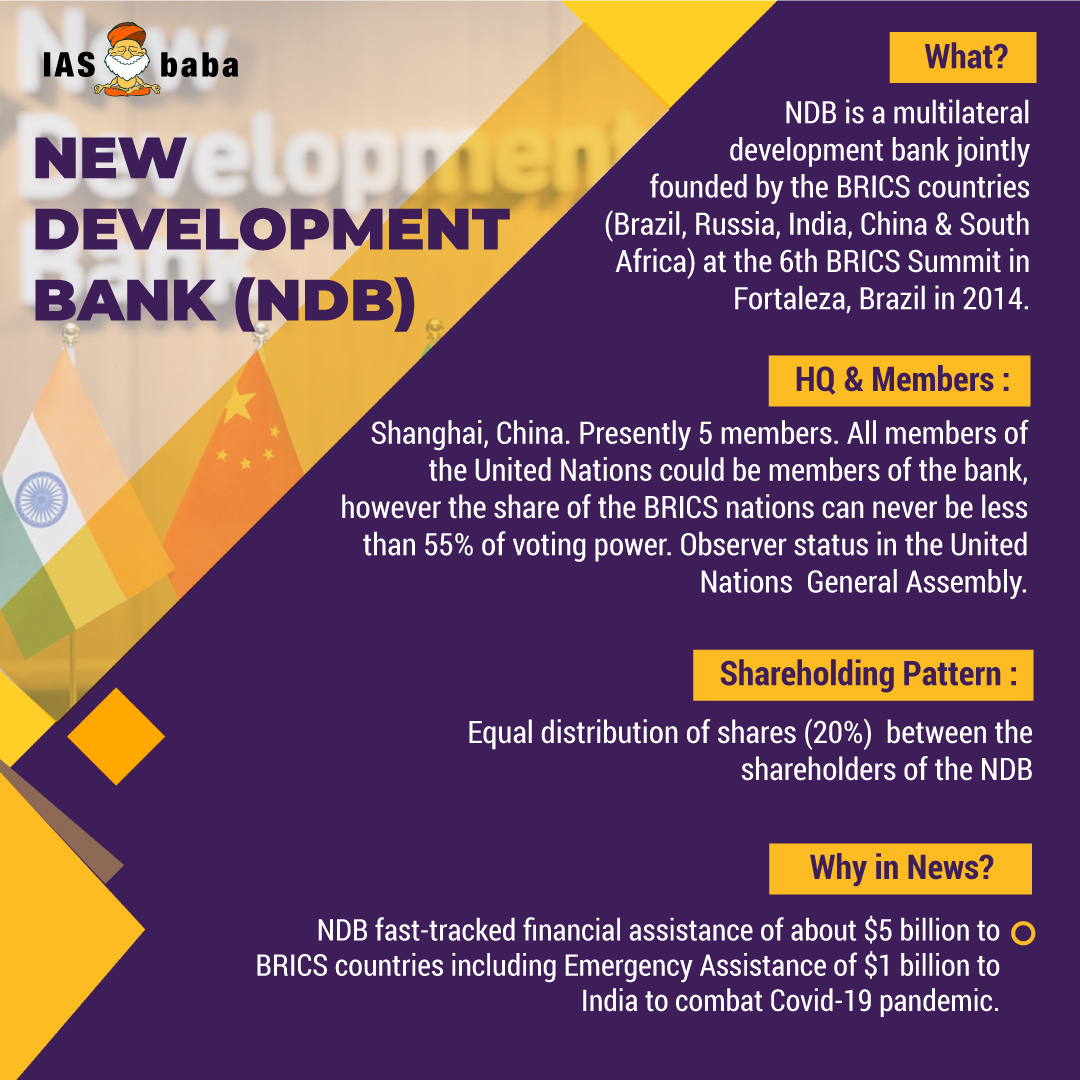 IAS baba
New
Development
Bank
NEW
DEVELOPMENT
BANK (NDB)
What?
NDB is a multilateral
development bank jointly
founded by the BRICS countries
(Brazil, Russia, India, China & South
Africa) at the 6th BRICS Summit in
Fortaleza, Brazil in 2014.
HQ & Members :
Shanghai, China. Presently 5 members. All members of
the United Nations could be members of the bank,
however the share of the BRICS nations can never be less
than 55% of voting power. Observer status in the United
Nations  General Assembly.
Shareholding Pattern :
Equal distribution of shares (20%)  between the
shareholders of the NDB
Why in News?
NDB fast-tracked financial assistance of about $5 billion to
BRICS countries including Emergency Assistance of $1 billion to
India to combat Covid-19 pandemic.